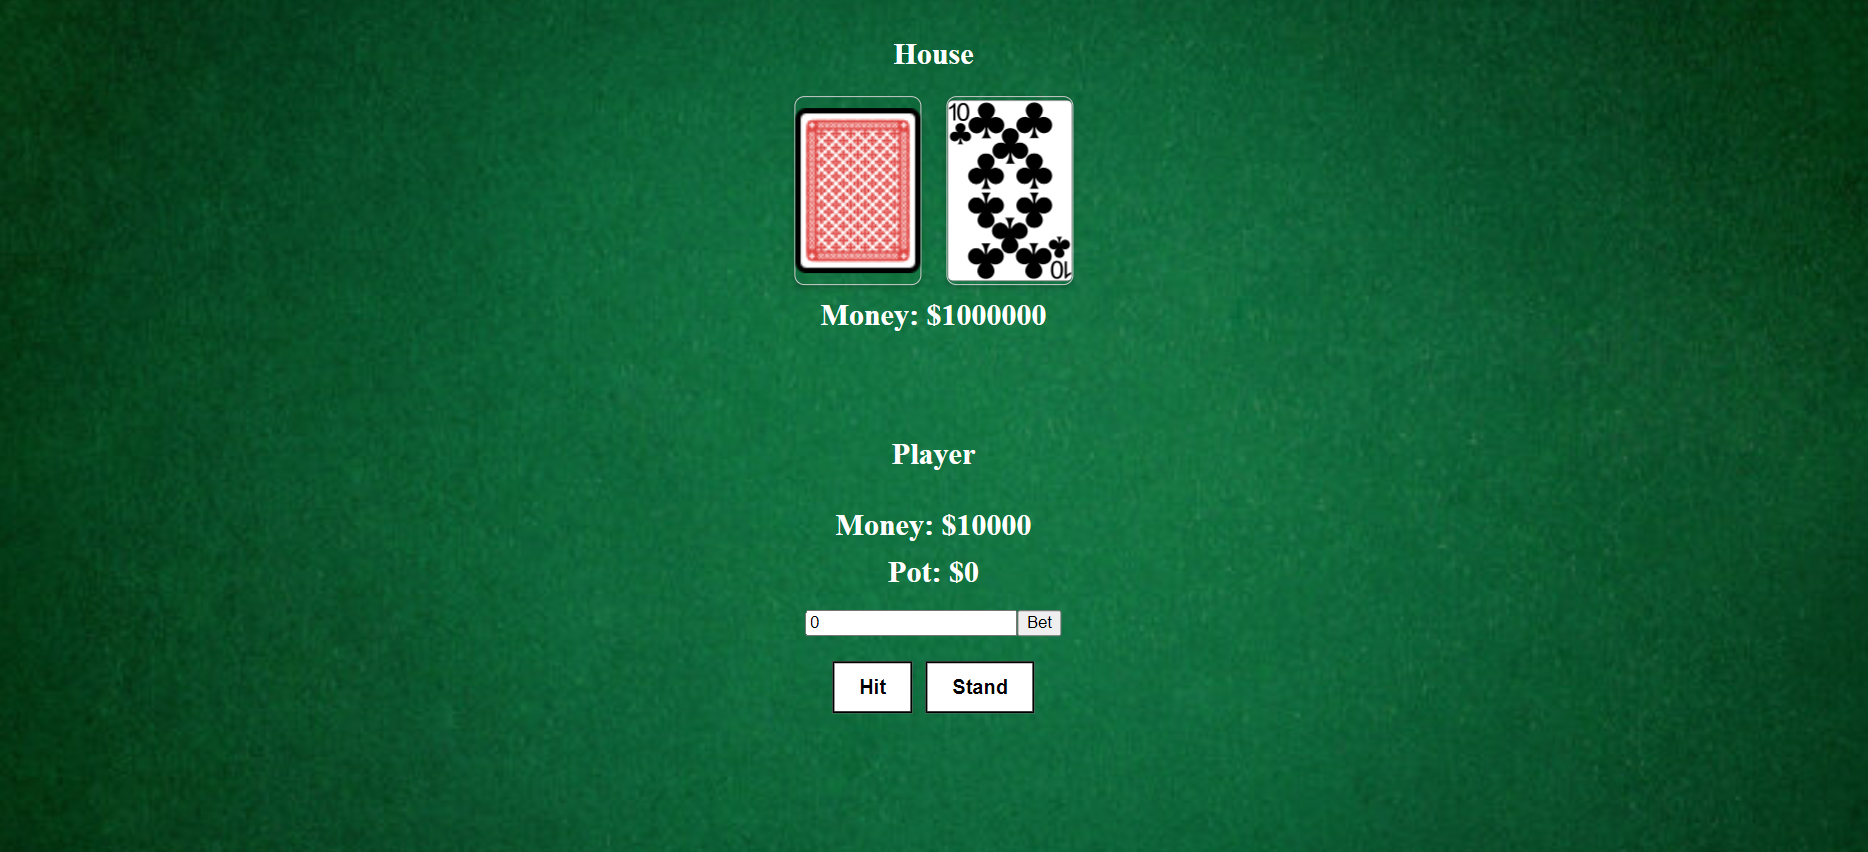 House
10
10
Money: $1000000
Player
Money: $10000
Pot: $0
0 Bet
Hit Stand